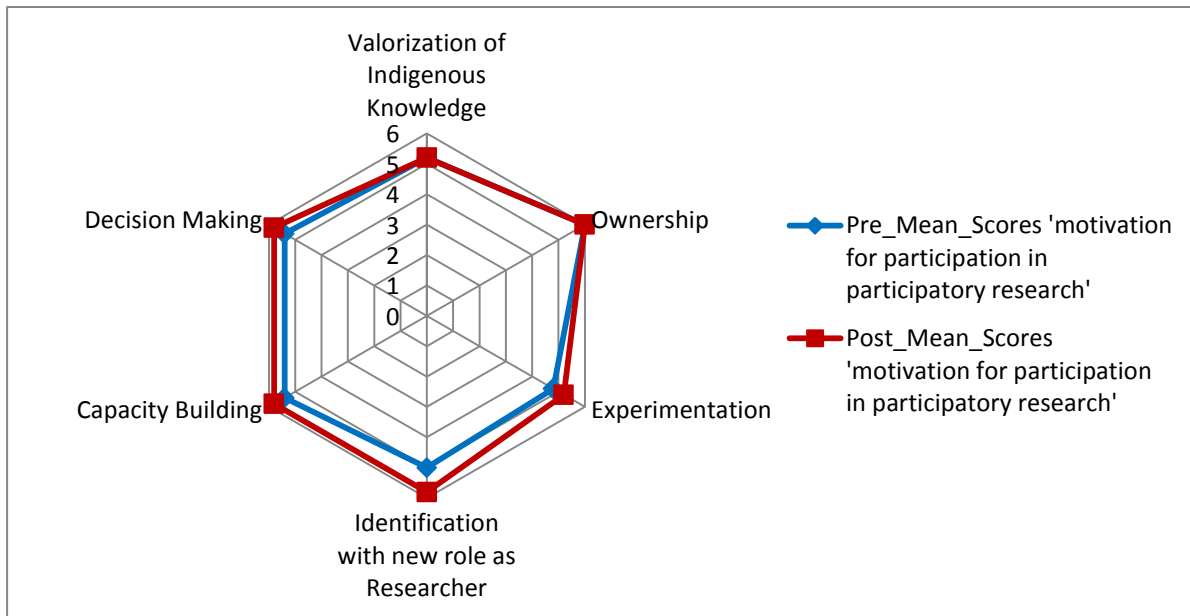 Valorization of
Indigenous
Knowledge
6
5
4
3
2
1
0
Ownership
Experimentation
Identification
with new role as
Researcher
Capacity Building
Decision Making
Pre_Mean_Scores 'motivation
for participation in
participatory research'
Post_Mean_Scores
'motivation for participation
in participatory research'